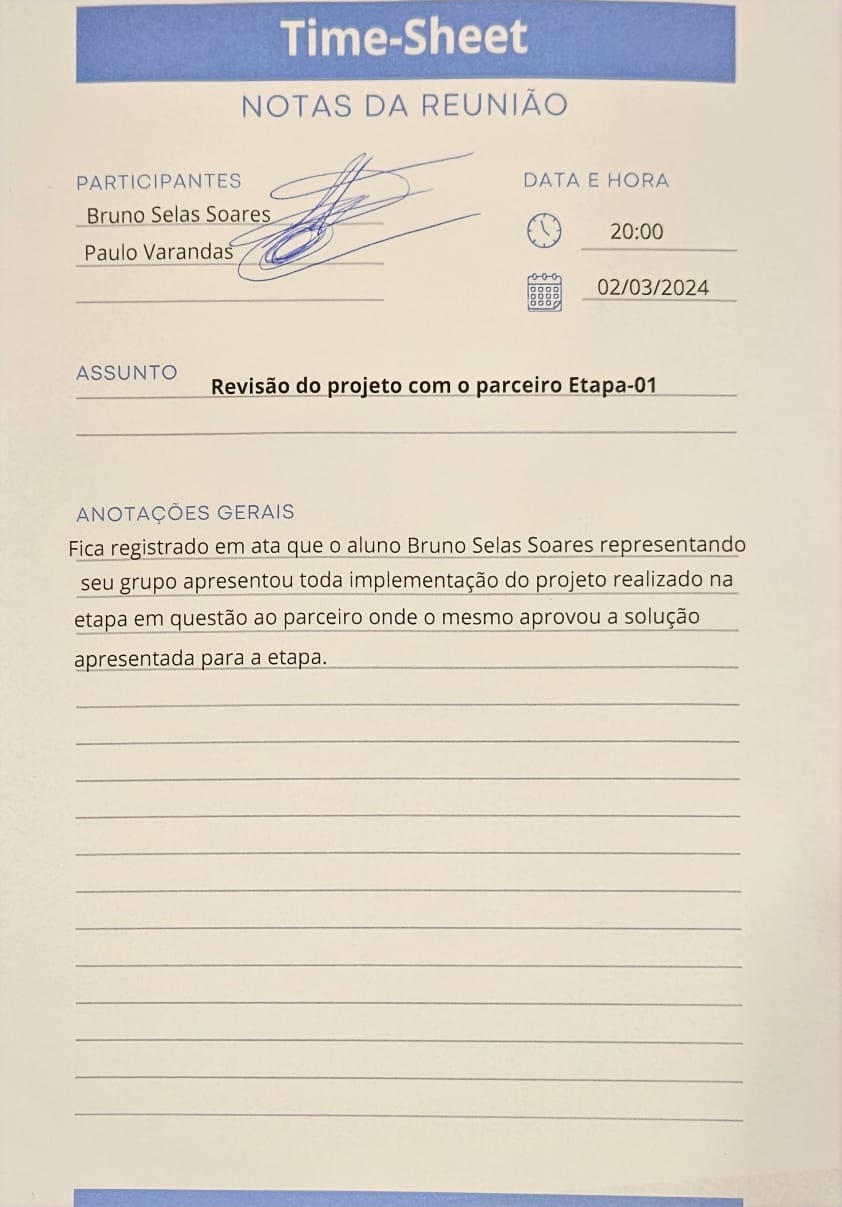 Time-Sheet
NOTAS DA REUNIÃO
PARTICIPANTES
Bruno Selas Soares
Paulo Varandas
DATA E HORA
20:00
02/03/2024
ASSUNTO
Revisão do projeto com o parceiro Etapa-01
ANOTAÇÕES GERAIS
Fica registrado em ata que o aluno Bruno Selas Soares representando
seu grupo apresentou toda implementação do projeto realizado na
etapa em questão ao parceiro onde o mesmo aprovou a solução
apresentada para a etapa.